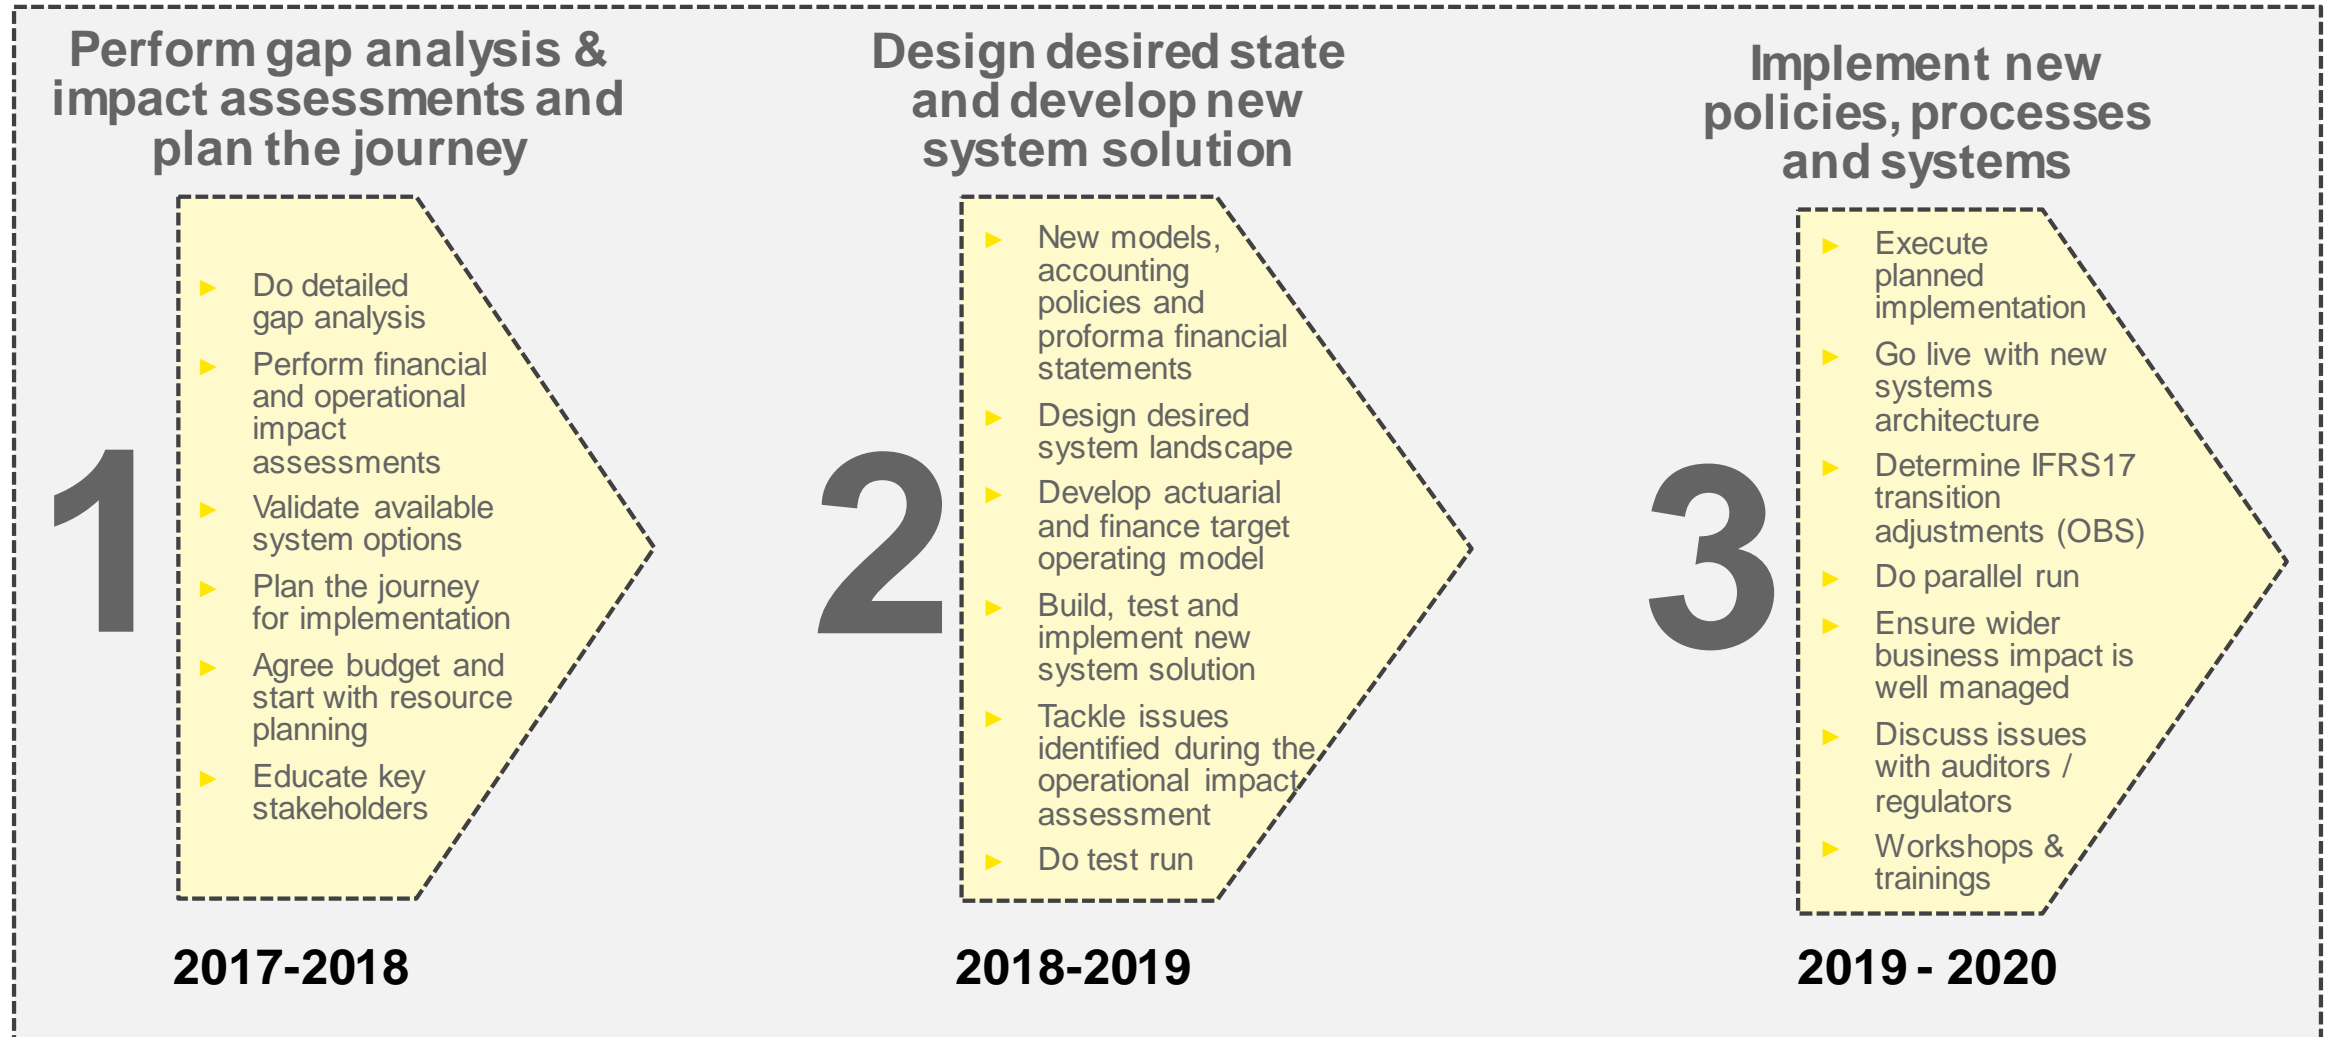 Perform gap analysis &
impact assessments and
plan the journey
1
► Do detailed
gap analysis
► Perform financial
and operational
impact
assessments
► Validate available
system options
► Plan the journey
for implementation
► Agree budget and
start with resource
planning
► Educate key
stakeholders
2017-2018
Design desired state
and develop new
system solution
2
► New models,
accounting
policies and
proforma financial
statements
► Design desired
system landscape
► Develop actuarial
and finance target
operating model
► Build, test and
implement new
system solution
► Tackle issues
identified during the
operational impact
assessment
► Do test run
2018-2019
Implement new
policies, processes
and systems
3
► Execute
planned
implementation
► Go live with new
systems
architecture
► Determine IFRS17
transition
adjustments (OBS)
► Do parallel run
► Ensure wider
business impact is
well managed
► Discuss issues
with auditors /
regulators
► Workshops &
trainings
2019 - 2020